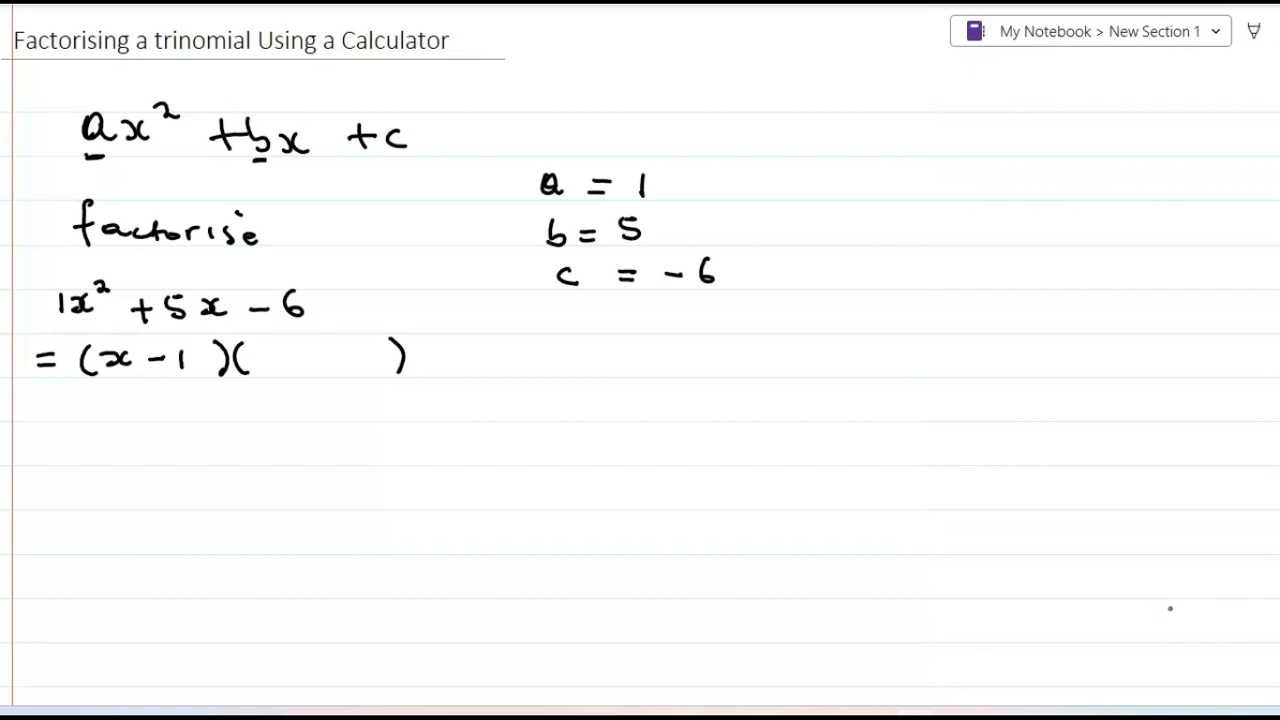 Factorising a trinomial Using a Calculator
My Notebook > New Section 1
ax² + bx + c
factorise
1x² + 5x - 6
= (x - 1)( )
a = 1
b = 5
c = -6